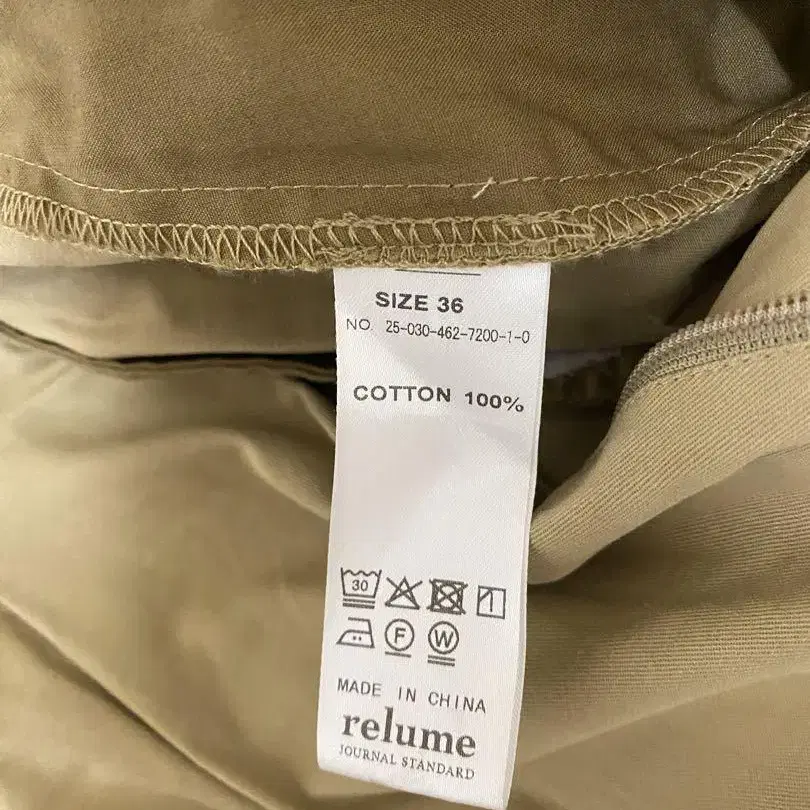 SIZE 36
NO. 25-030-462-7200-1-0
COTTON 100%
30
F W
MADE IN CHINA
relume
JOURNAL STANDARD